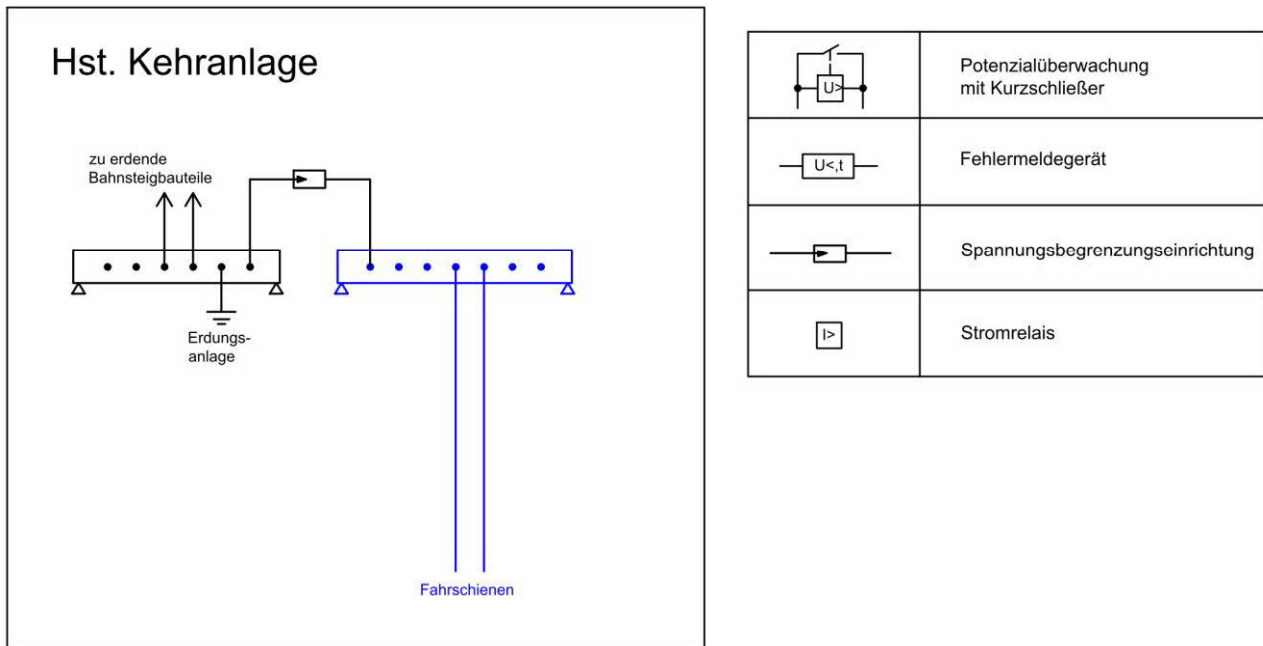 Hst. Kehranlage
zu erdende
Bahnsteigbauteile
Erdungs-
anlage
Fahrschienen
U>
Potenzialüberwachung
mit Kurzschließer
U<,t
Fehlermeldegerät
Spannungsbegrenzungseinrichtung
I>
Stromrelais